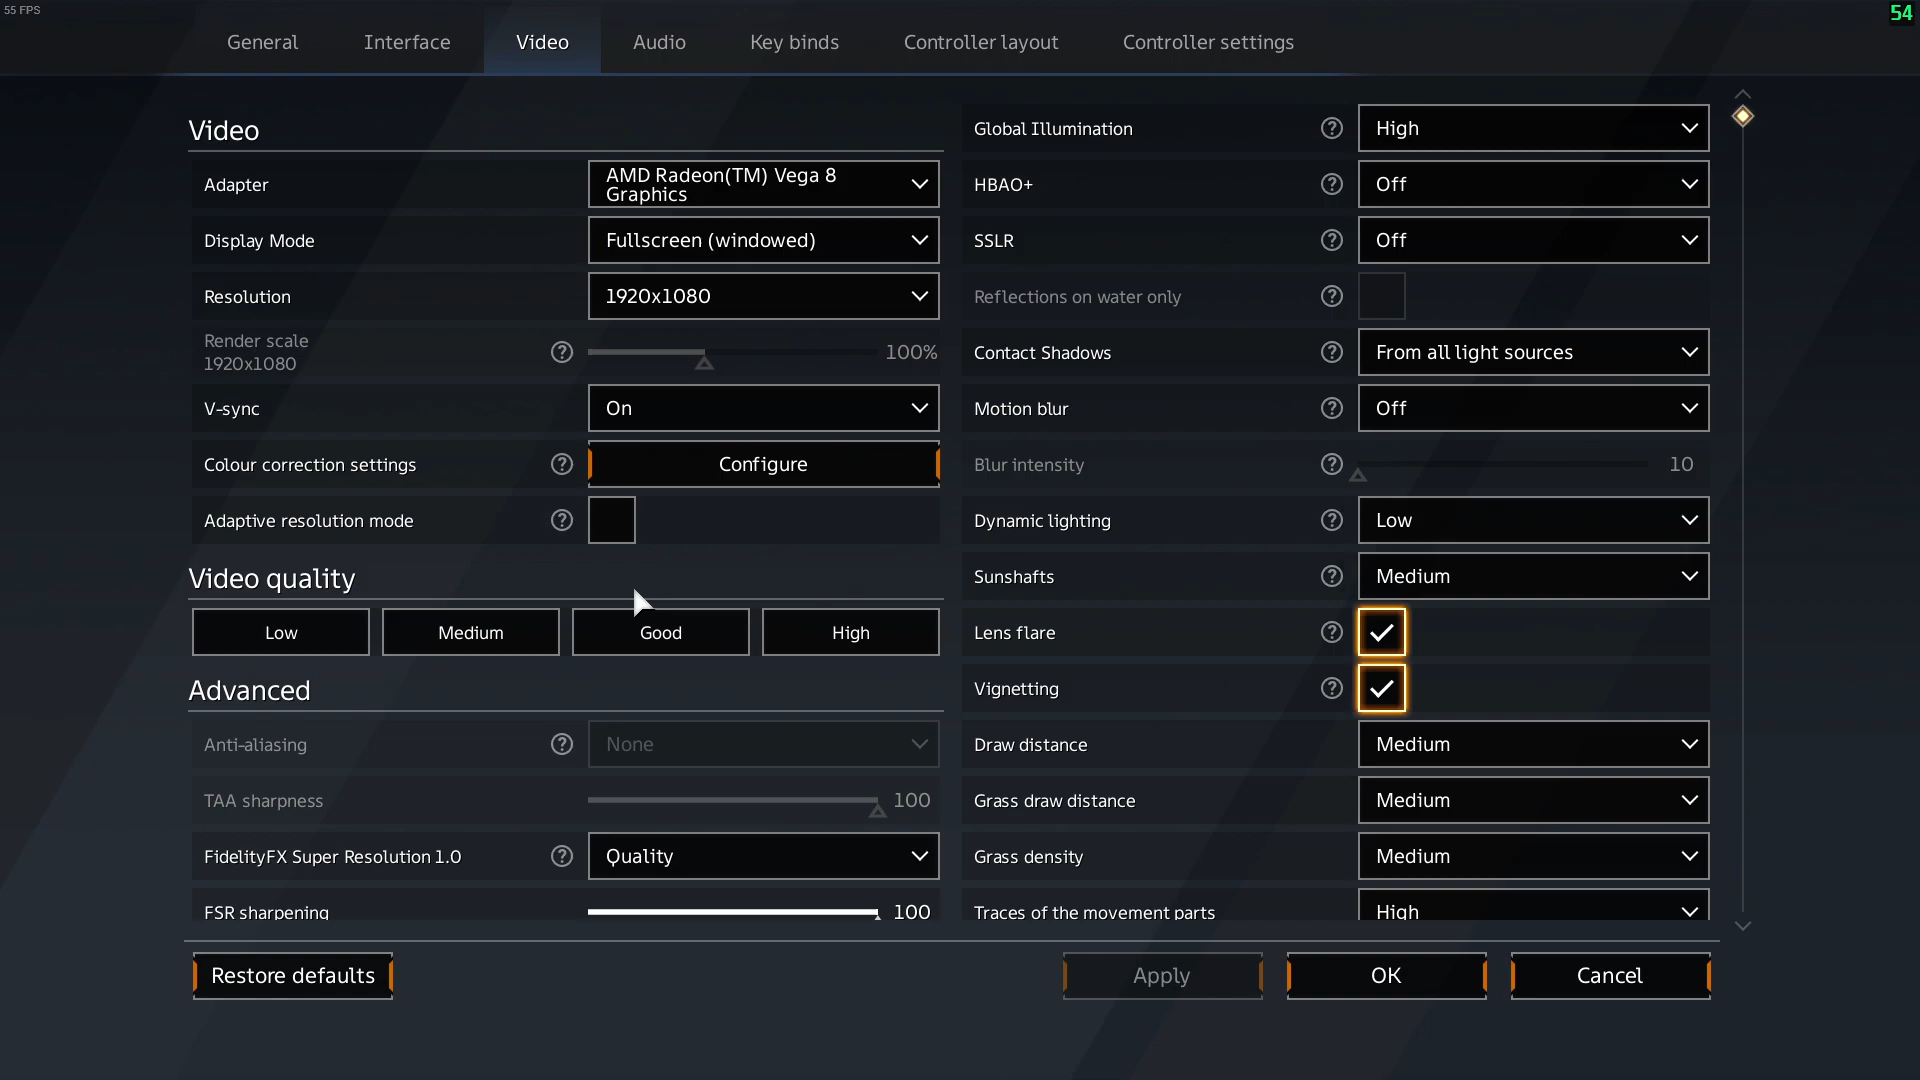 55 FPS
54
General
Interface
Video
Audio
Key binds
Controller layout
Controller settings
Video
Adapter
AMD Radeon(TM) Vega 8
Graphics
Display Mode
Fullscreen (windowed)
Resolution
1920x1080
Render scale
1920x1080
?
100%
V-sync
On
Colour correction settings
?
Configure
Adaptive resolution mode
?
Video quality
Low
Medium
Good
High
Advanced
Anti-aliasing
?
None
TAA sharpness
100
FidelityFX Super Resolution 1.0
?
Quality
FSR sharpening
100
Global Illumination
?
High
HBAO+
?
Off
SSLR
?
Off
Reflections on water only
?
Contact Shadows
?
From all light sources
Motion blur
?
Off
Blur intensity
?
10
Dynamic lighting
?
Low
Sunshafts
?
Medium
Lens flare
?
Vignetting
?
Draw distance
Medium
Grass draw distance
Medium
Grass density
Medium
Traces of the movement parts
High
Restore defaults
Apply
OK
Cancel